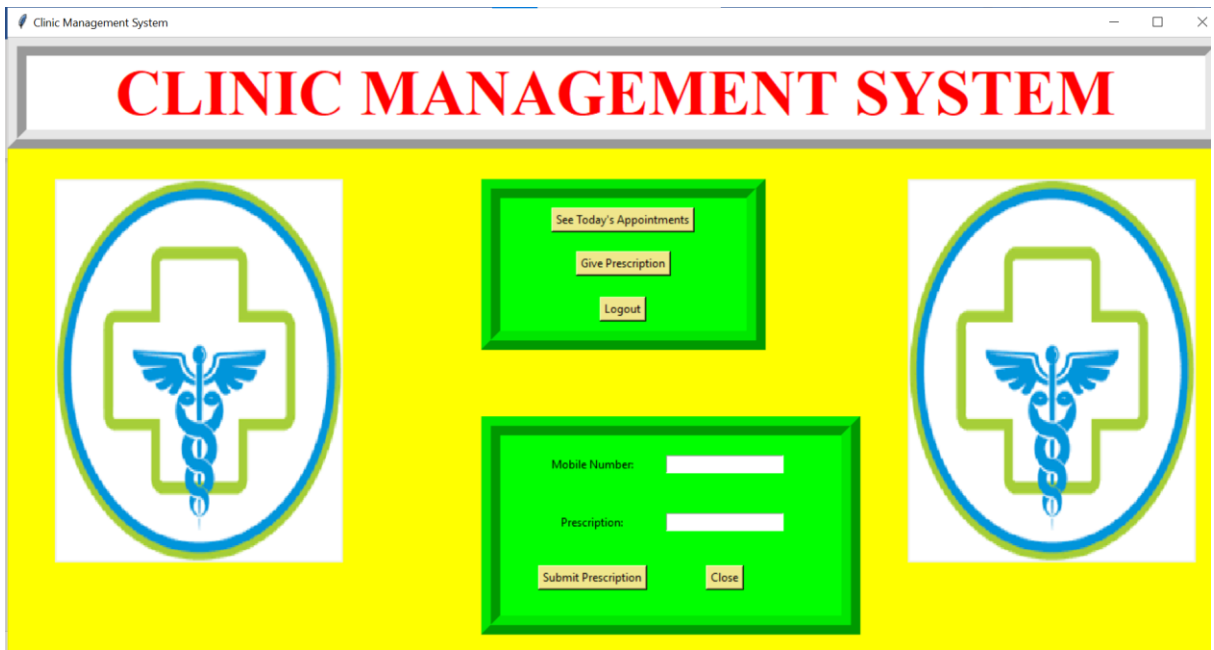 Clinic Management System
CLINIC MANAGEMENT SYSTEM
See Today's Appointments
Give Prescription
Logout
Mobile Number:
Prescription:
Submit Prescription Close